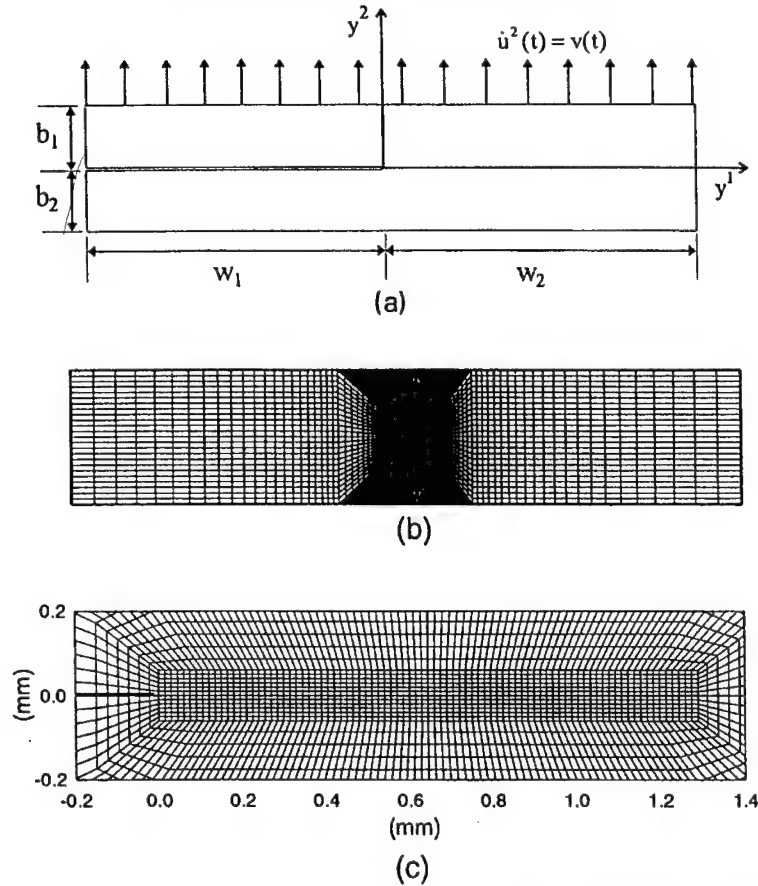 y²
u̇²(t) = v(t)
b₁
y¹
b₂
w₁
w₂
(a)
(b)
0.2
(mm)
0.0
-0.2
-0.2 0.0 0.2 0.4 0.6 0.8 1.0 1.2 1.4
(mm)
(c)